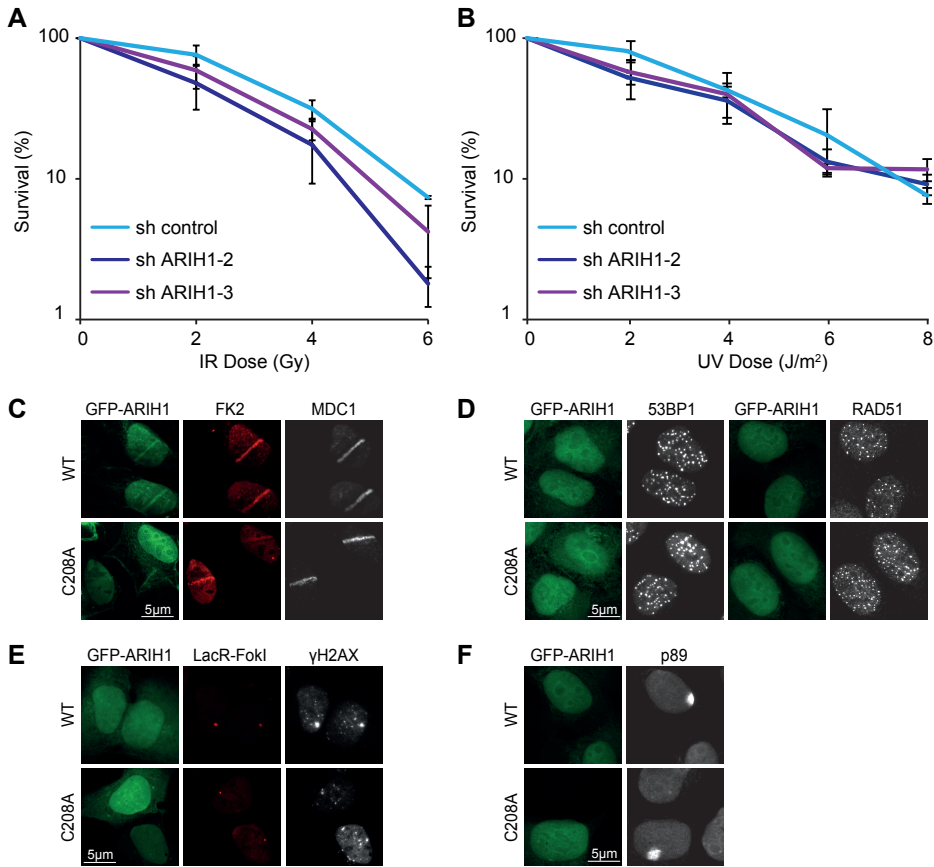 A
100
10
1
Survival (%)
sh control
sh ARIH1-2
sh ARIH1-3
0 2 4 6
IR Dose (Gy)
B
100
10
1
Survival (%)
sh control
sh ARIH1-2
sh ARIH1-3
0 2 4 6 8
UV Dose (J/m²)
C
GFP-ARIH1 FK2 MDC1
WT
C208A
5µm
D
GFP-ARIH1 53BP1 GFP-ARIH1 RAD51
WT
C208A
5µm
E
GFP-ARIH1 LacR-FokI γH2AX
WT
C208A
5µm
F
GFP-ARIH1 p89
WT
C208A
5µm